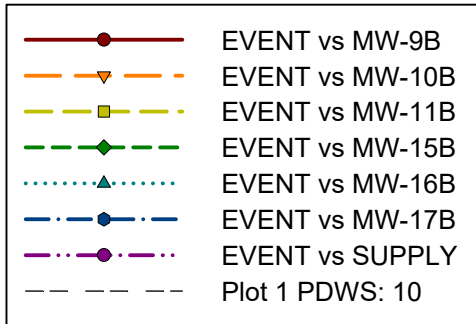 EVENT vs MW-9B
EVENT vs MW-10B
EVENT vs MW-11B
EVENT vs MW-15B
EVENT vs MW-16B
EVENT vs MW-17B
EVENT vs SUPPLY
Plot 1 PDWS: 10